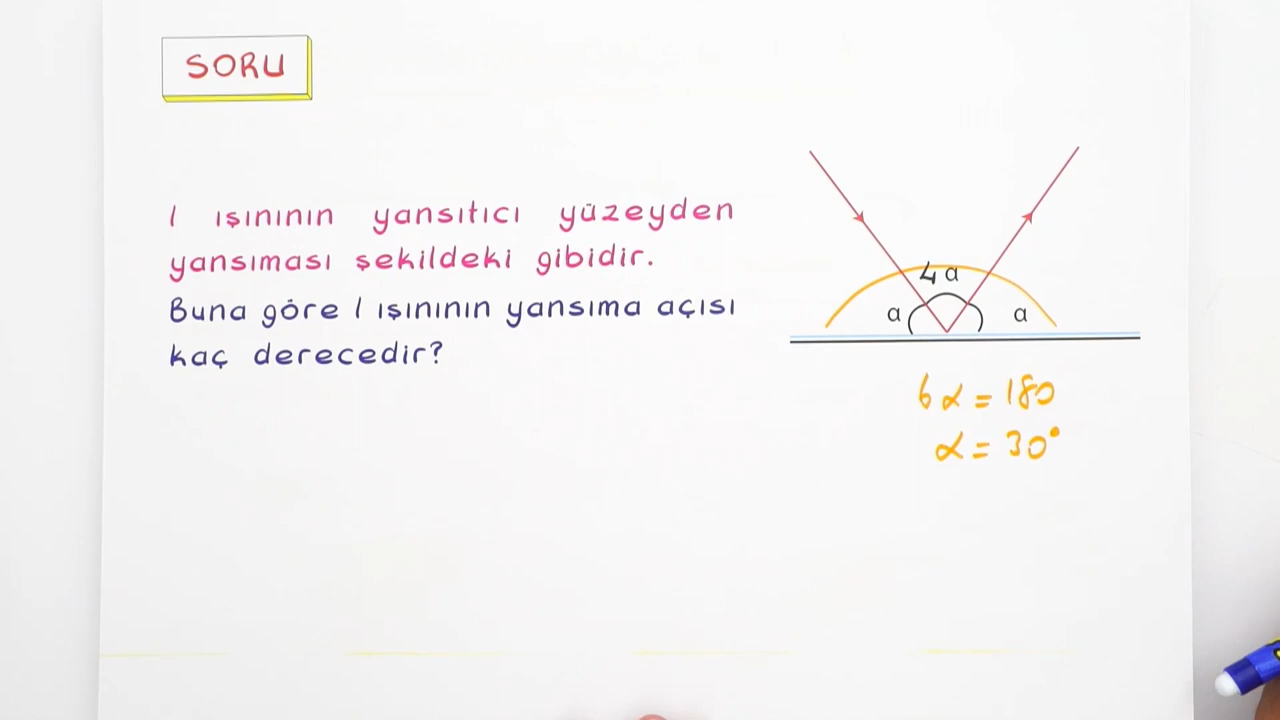 SORU
I ışınının yansıtıcı yüzeyden
yansıması şekildeki gibidir.
Buna göre I ışınının yansıma açısı
kaç derecedir?
4a
a
a
6α = 180
α = 30°